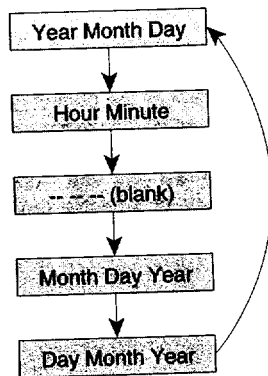 Year Month Day
Hour Minute
-- -- -- (blank)
Month Day Year
Day Month Year